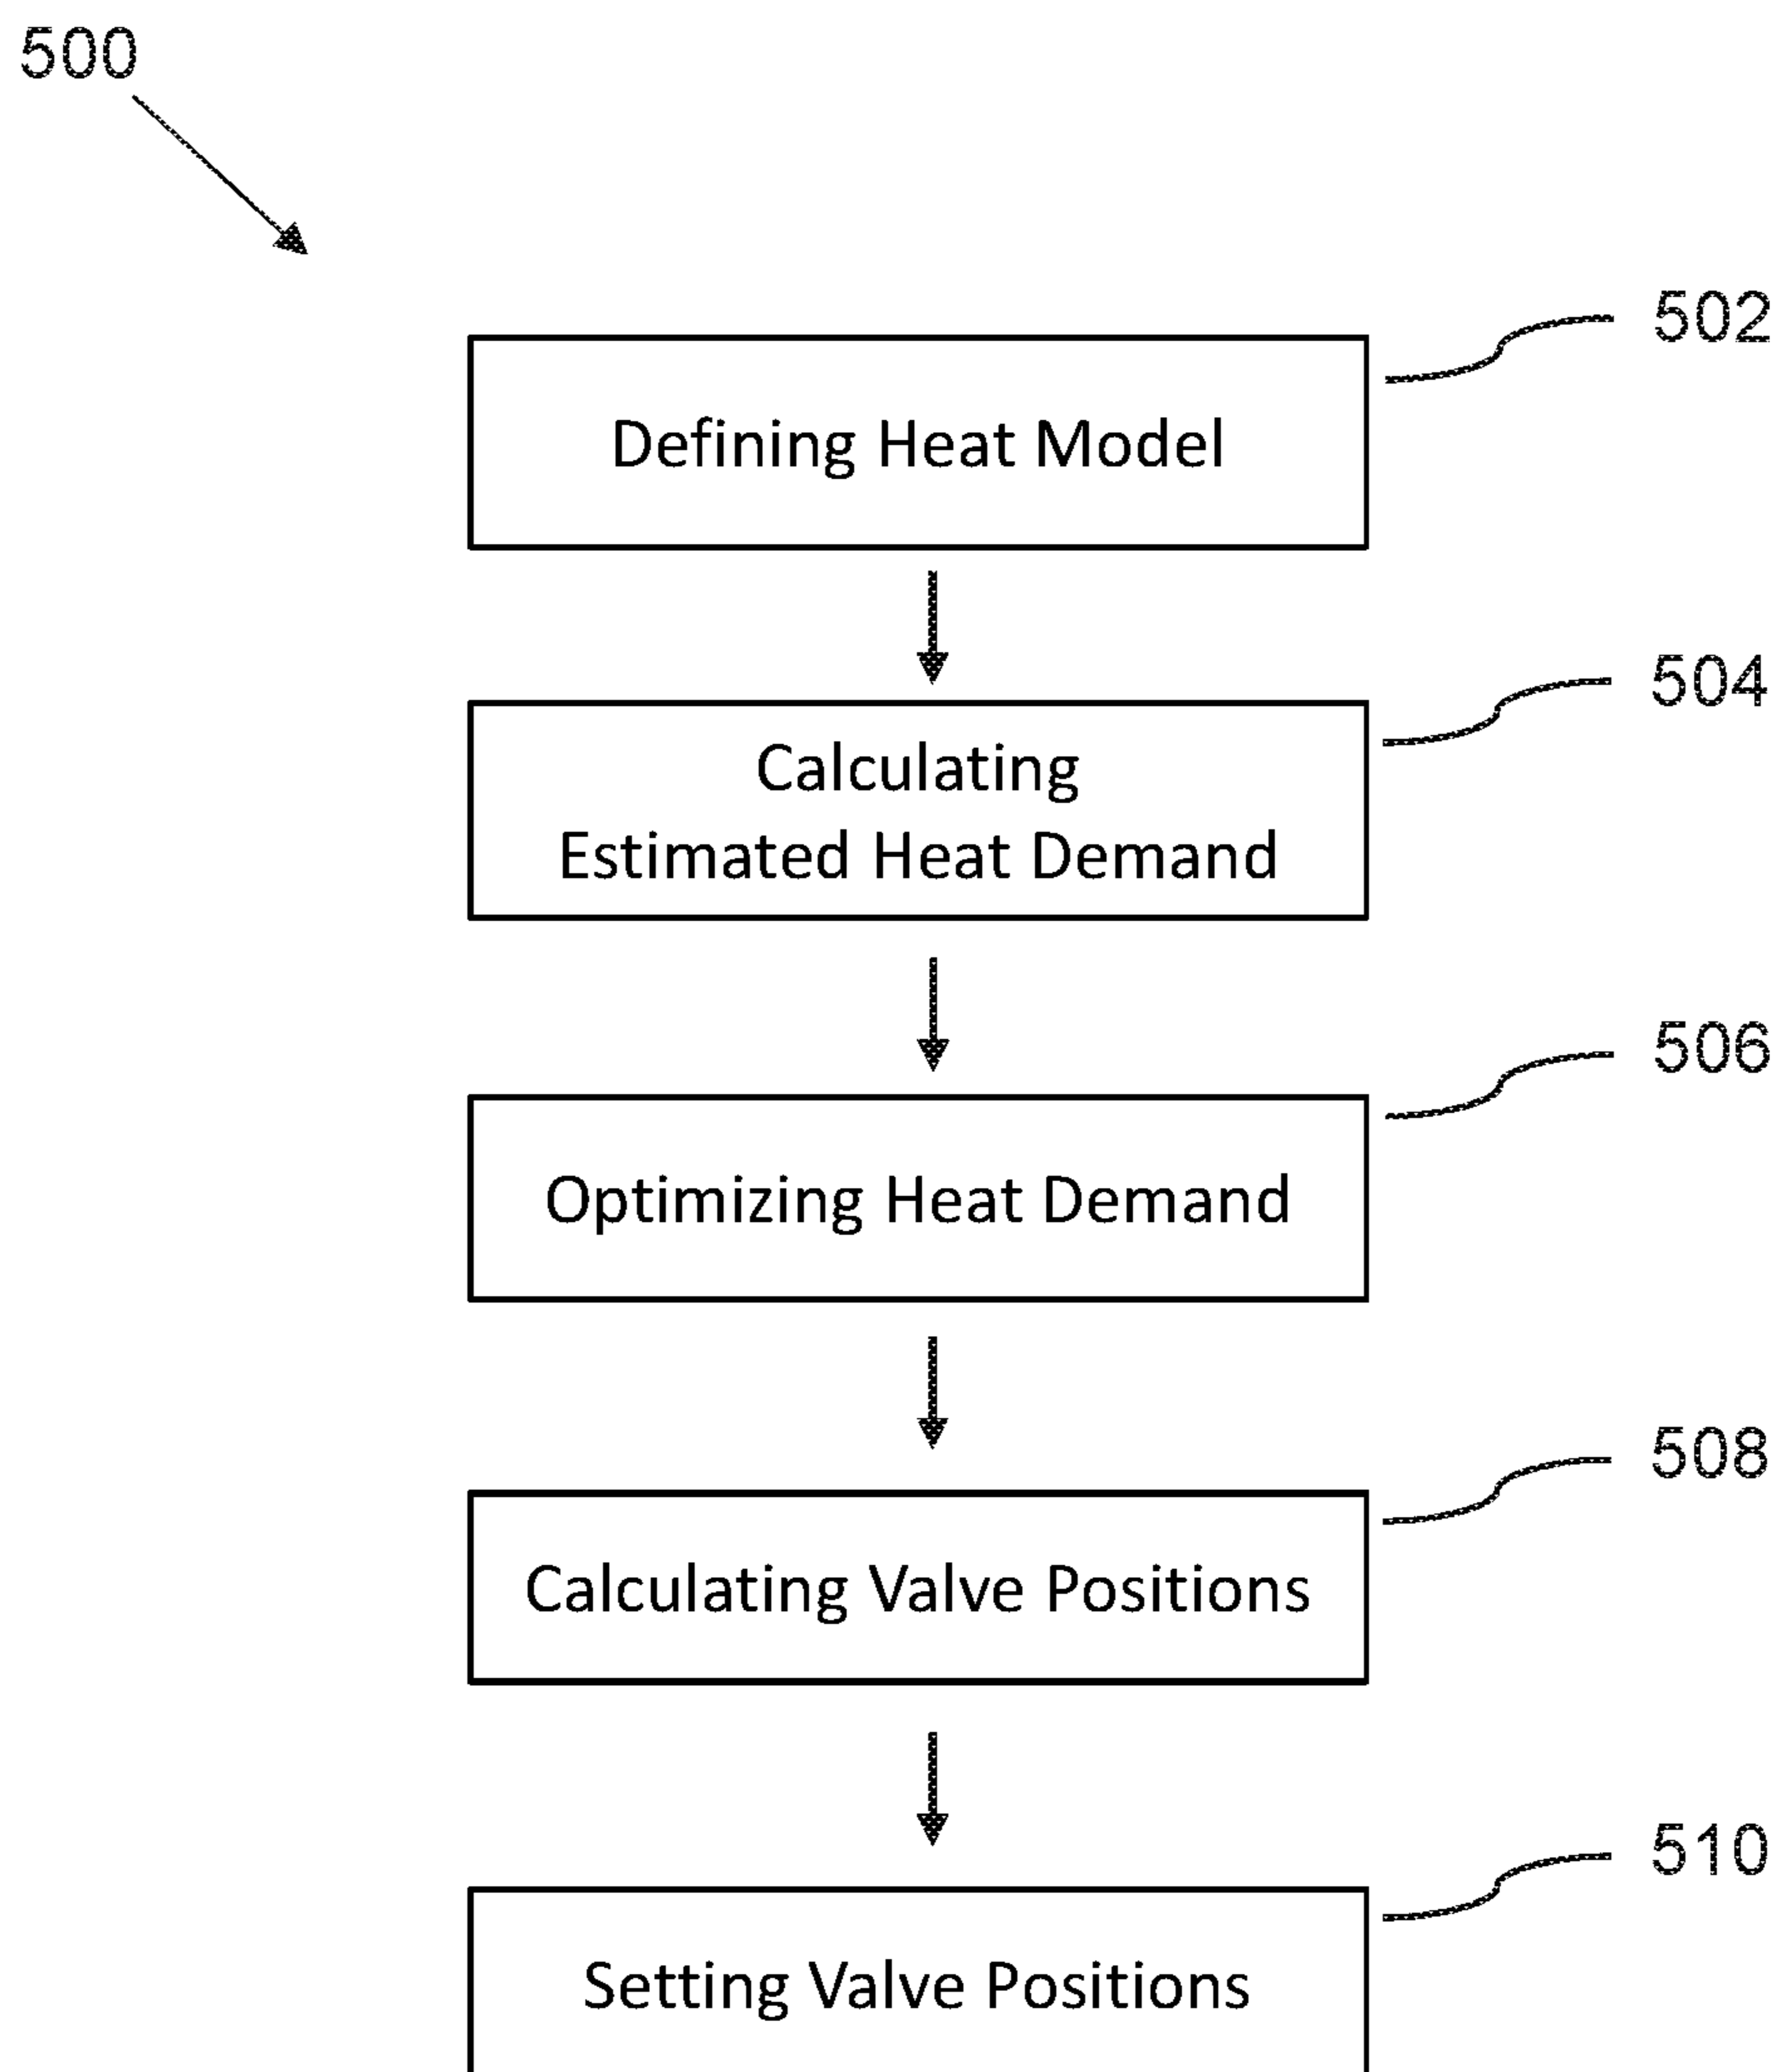 500
502
Defining Heat Model
504
Calculating
Estimated Heat Demand
506
Optimizing Heat Demand
508
Calculating Valve Positions
510
Setting Valve Positions